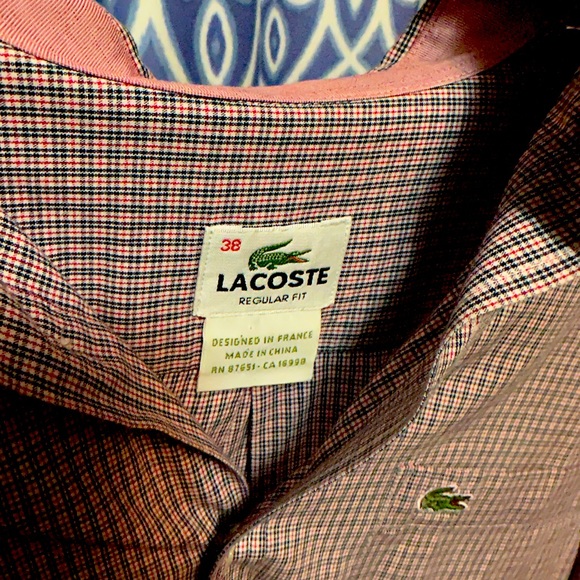 38
LACOSTE
REGULAR FIT
DESIGNED IN FRANCE
MADE IN CHINA
RN 87651 - CA 16998